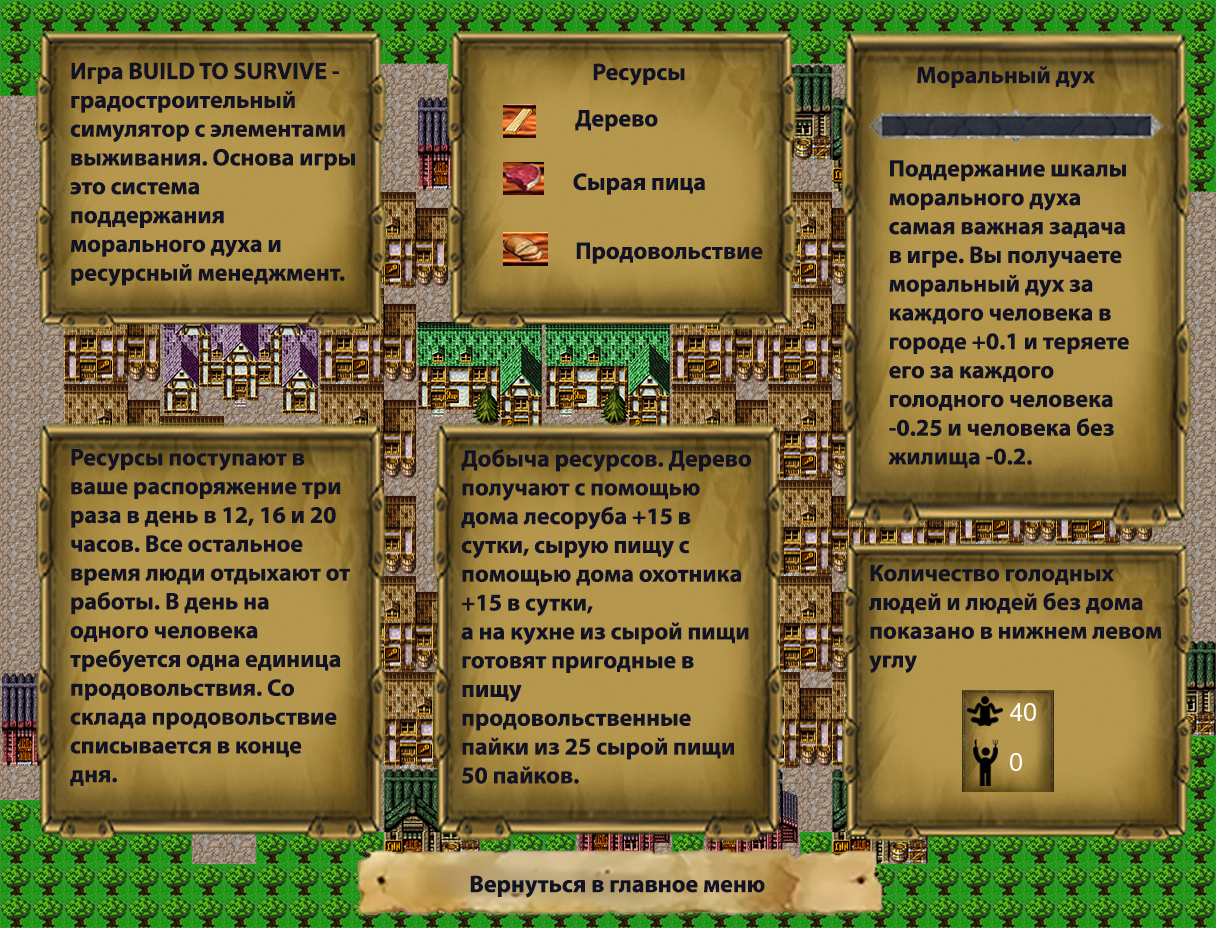 Игра BUILD TO SURVIVE -
градостроительный
симулятор с элементами
выживания. Основа игры
это система
поддержания
морального духа и
ресурсный менеджмент.
Ресурсы
Дерево
Сырая пица
Продовольствие
Моральный дух
Поддержание шкалы
морального духа
самая важная задача
в игре. Вы получаете
моральный дух за
каждого человека в
городе +0.1 и теряете
его за каждого
голодного человека
-0.25 и человека без
жилища -0.2.
Ресурсы поступают в
ваше распоряжение три
раза в день в 12, 16 и 20
часов. Все остальное
время люди отдыхают от
работы. В день на
одного человека
требуется одна единица
продовольствия. Со
склада продовольствие
списывается в конце
дня.
Добыча ресурсов. Дерево
получают с помощью
дома лесоруба +15 в
сутки, сырую пищу с
помощью дома охотника
+15 в сутки,
а на кухне из сырой пищи
готовят пригодные в
пищу
продовольственные
пайки из 25 сырой пищи
50 пайков.
Количество голодных
людей и людей без дома
показано в нижнем левом
углу
40
0
Вернуться в главное меню